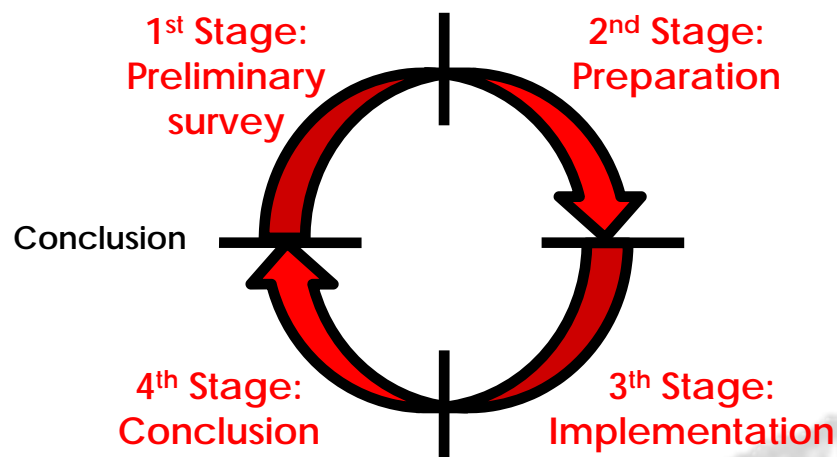 1st Stage:
Preliminary
survey
2nd Stage:
Preparation
Conclusion
4th Stage:
Conclusion
3th Stage:
Implementation